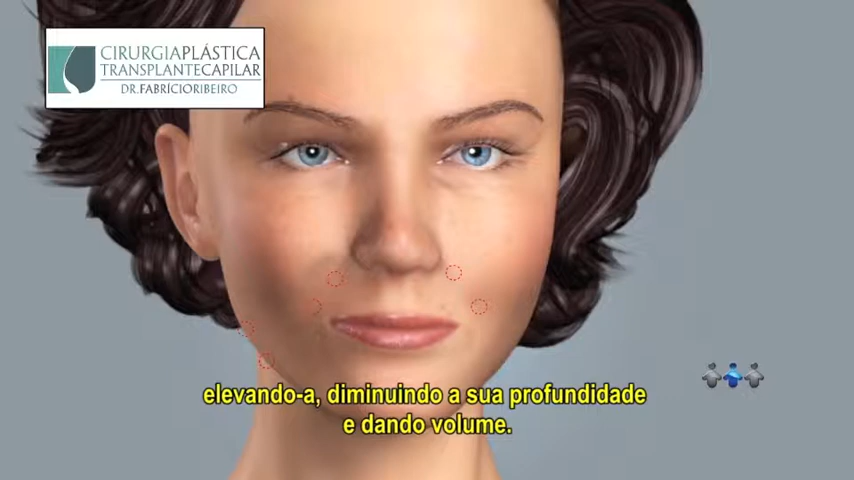 CIRURGIAPLÁSTICA
TRANSPLANTECAPILAR
DR.FABRÍCIORIBEIRO
elevando-a, diminuindo a sua profundidade
e dando volume.